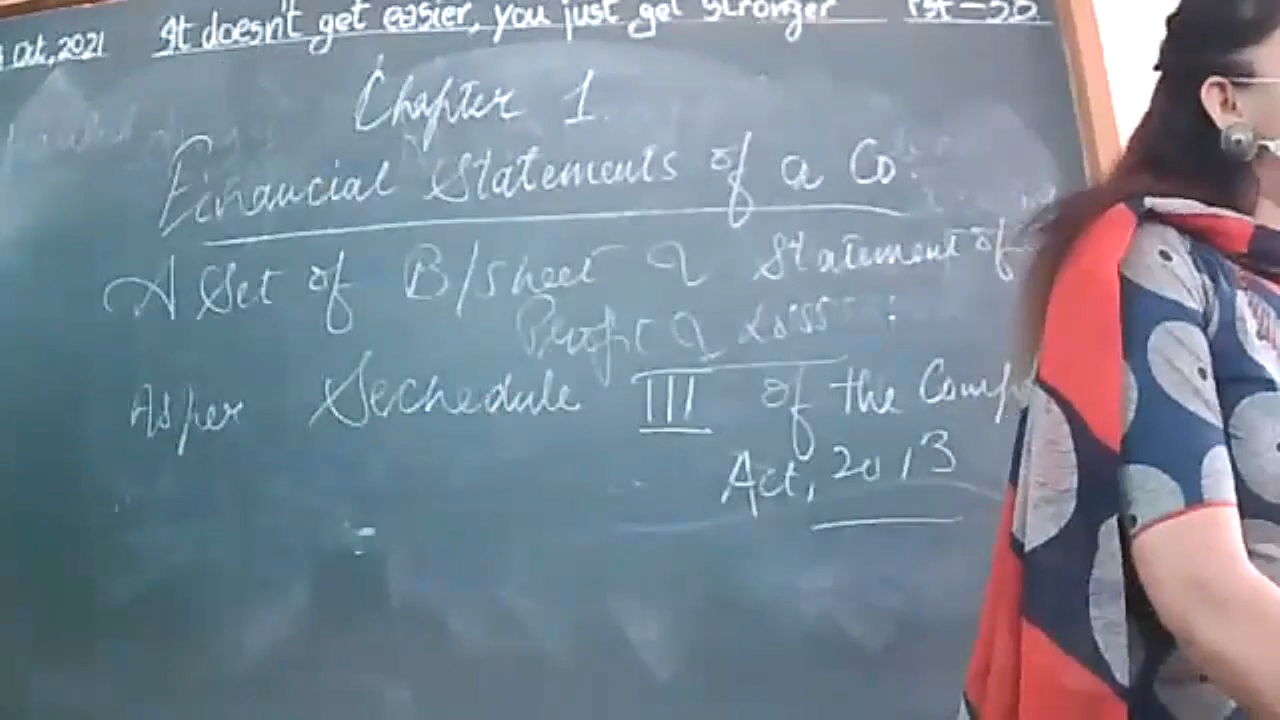 Oct, 2021 It doesn't get easier, you just get stronger
Chapter 1.
Financial Statements of a Co.
A Set of B/Sheet & Statement of
Profit & Loss :
As per Schedule III of the Comp
Act, 2013